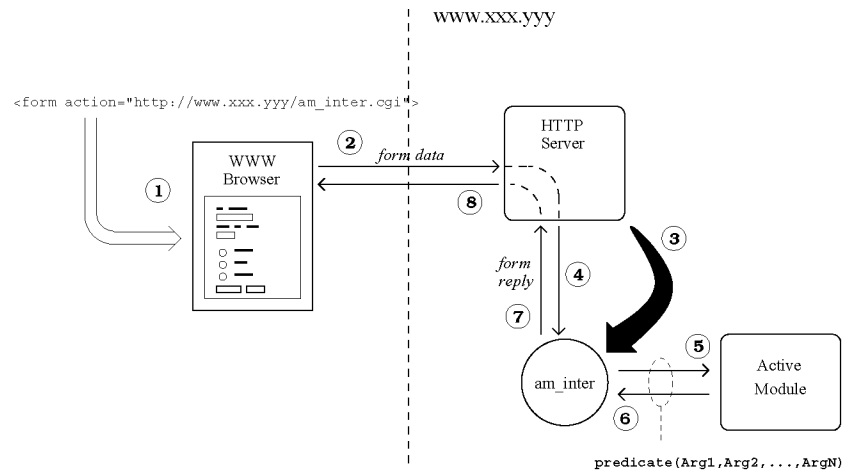 www.xxx.yyy
<form action="http://www.xxx.yyy/am_inter.cgi">
HTTP
Server
2
form data
WWW
Browser
1
8
3
form
reply
4
7
5
am_inter
Active
Module
6
predicate(Arg1,Arg2,...,ArgN)